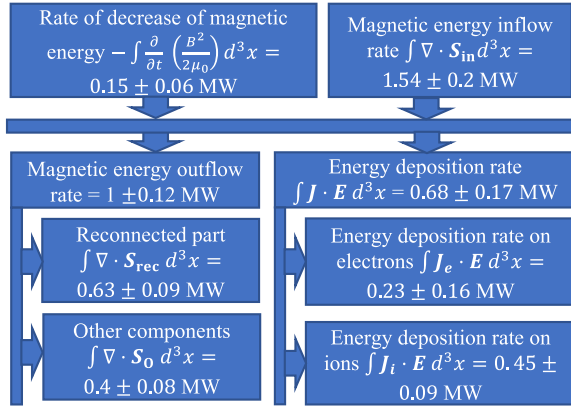 Rate of decrease of magnetic
energy − ∫ ∂/∂t (B²/2μ₀) d³x =
0.15 ± 0.06 MW
Magnetic energy inflow
rate ∫ ∇ · S_in d³x =
1.54 ± 0.2 MW
Magnetic energy outflow
rate = 1 ±0.12 MW
Energy deposition rate
∫ J · E d³x = 0.68 ± 0.17 MW
Reconnected part
∫ ∇ · S_rec d³x =
0.63 ± 0.09 MW
Energy deposition rate on
electrons ∫ J_e · E d³x =
0.23 ± 0.16 MW
Other components
∫ ∇ · S_O d³x =
0.4 ± 0.08 MW
Energy deposition rate on
ions ∫ J_i · E d³x = 0.45 ±
0.09 MW